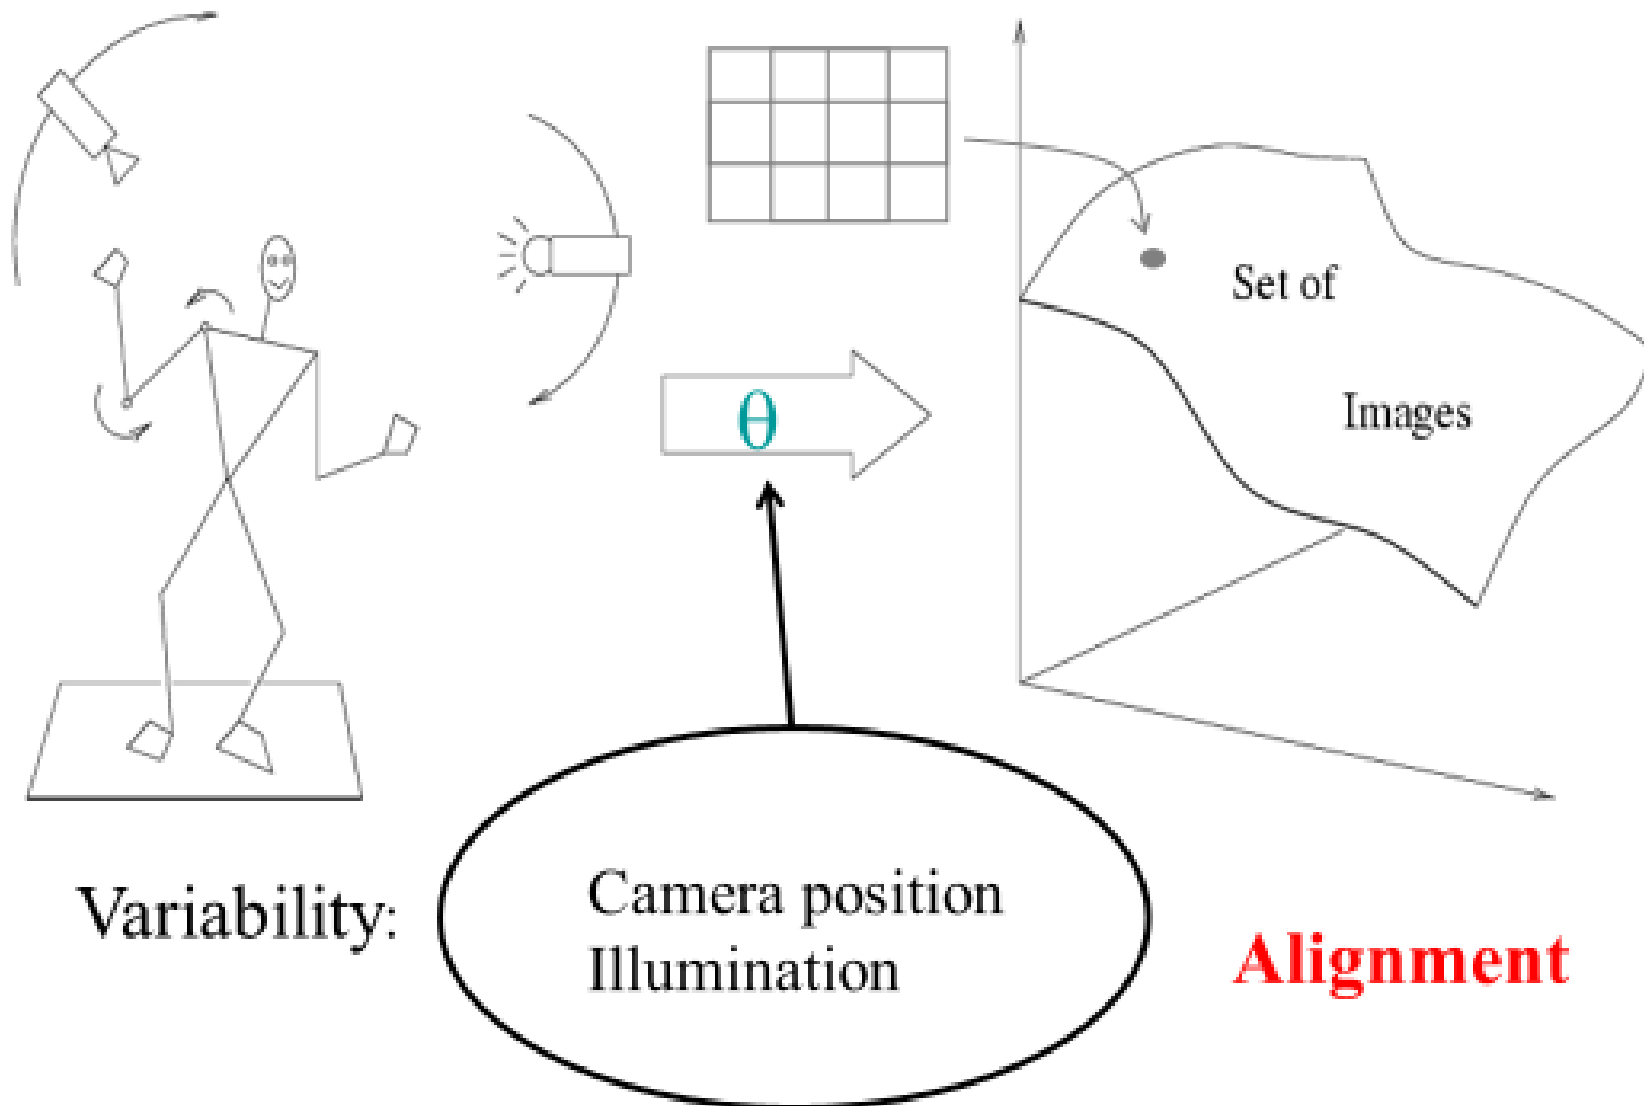 θ
Set of
Images
Variability:
Camera position
Illumination
Alignment